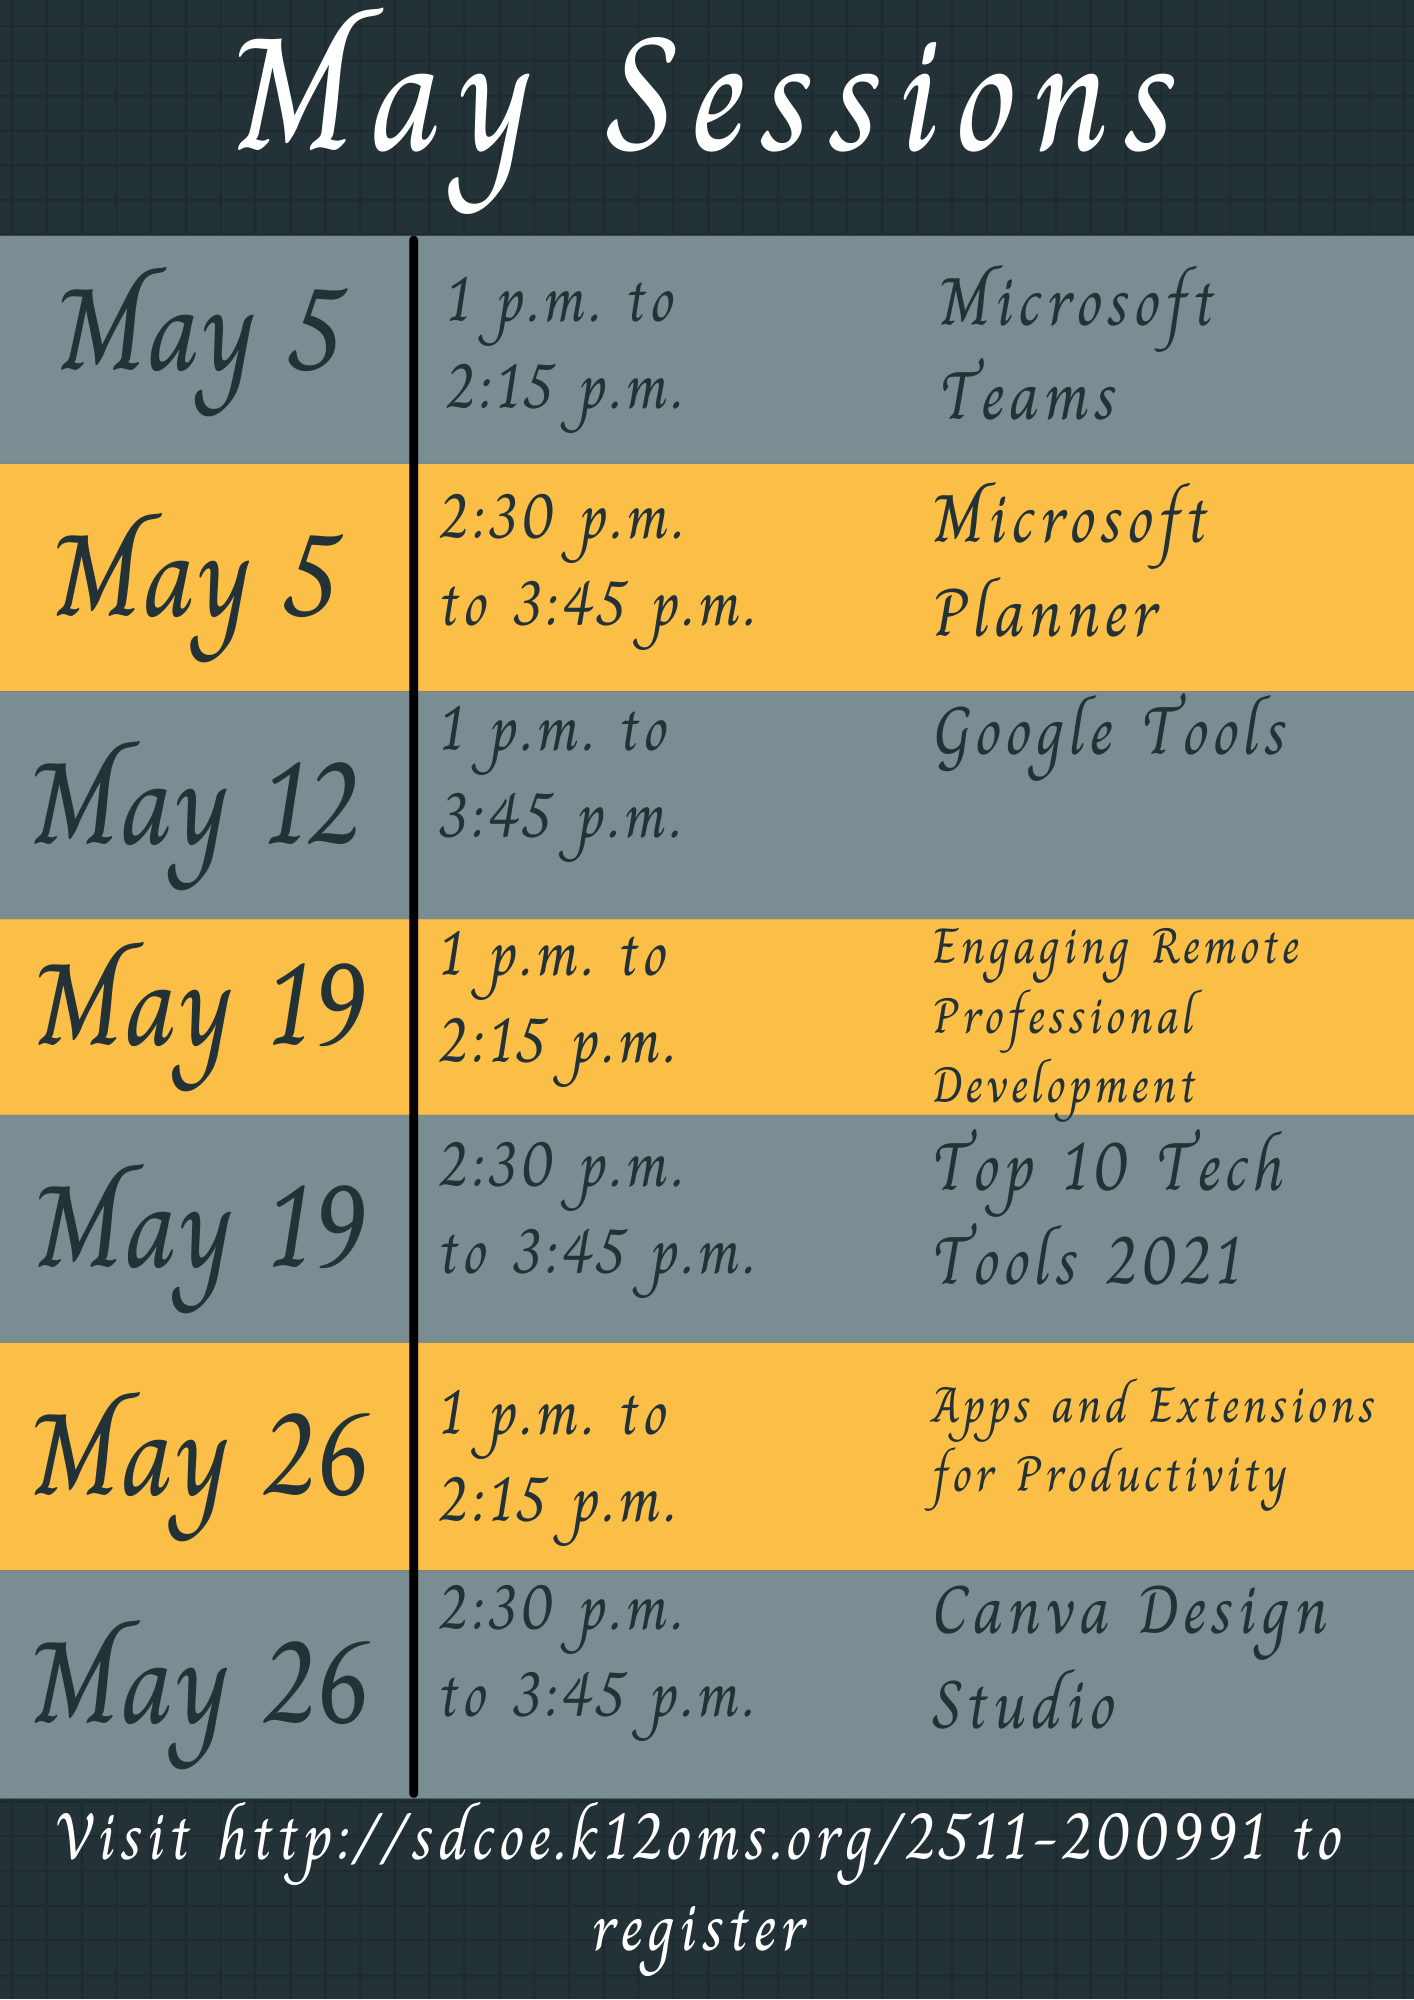 May Sessions
May 5
1 p.m. to
2:15 p.m.
Microsoft
Teams
May 5
2:30 p.m.
to 3:45 p.m.
Microsoft
Planner
May 12
1 p.m. to
3:45 p.m.
Google Tools
May 19
1 p.m. to
2:15 p.m.
Engaging Remote
Professional
Development
May 19
2:30 p.m.
to 3:45 p.m.
Top 10 Tech
Tools 2021
May 26
1 p.m. to
2:15 p.m.
Apps and Extensions
for Productivity
May 26
2:30 p.m.
to 3:45 p.m.
Canva Design
Studio
Visit http://sdcoe.k12oms.org/2511-200991 to
register